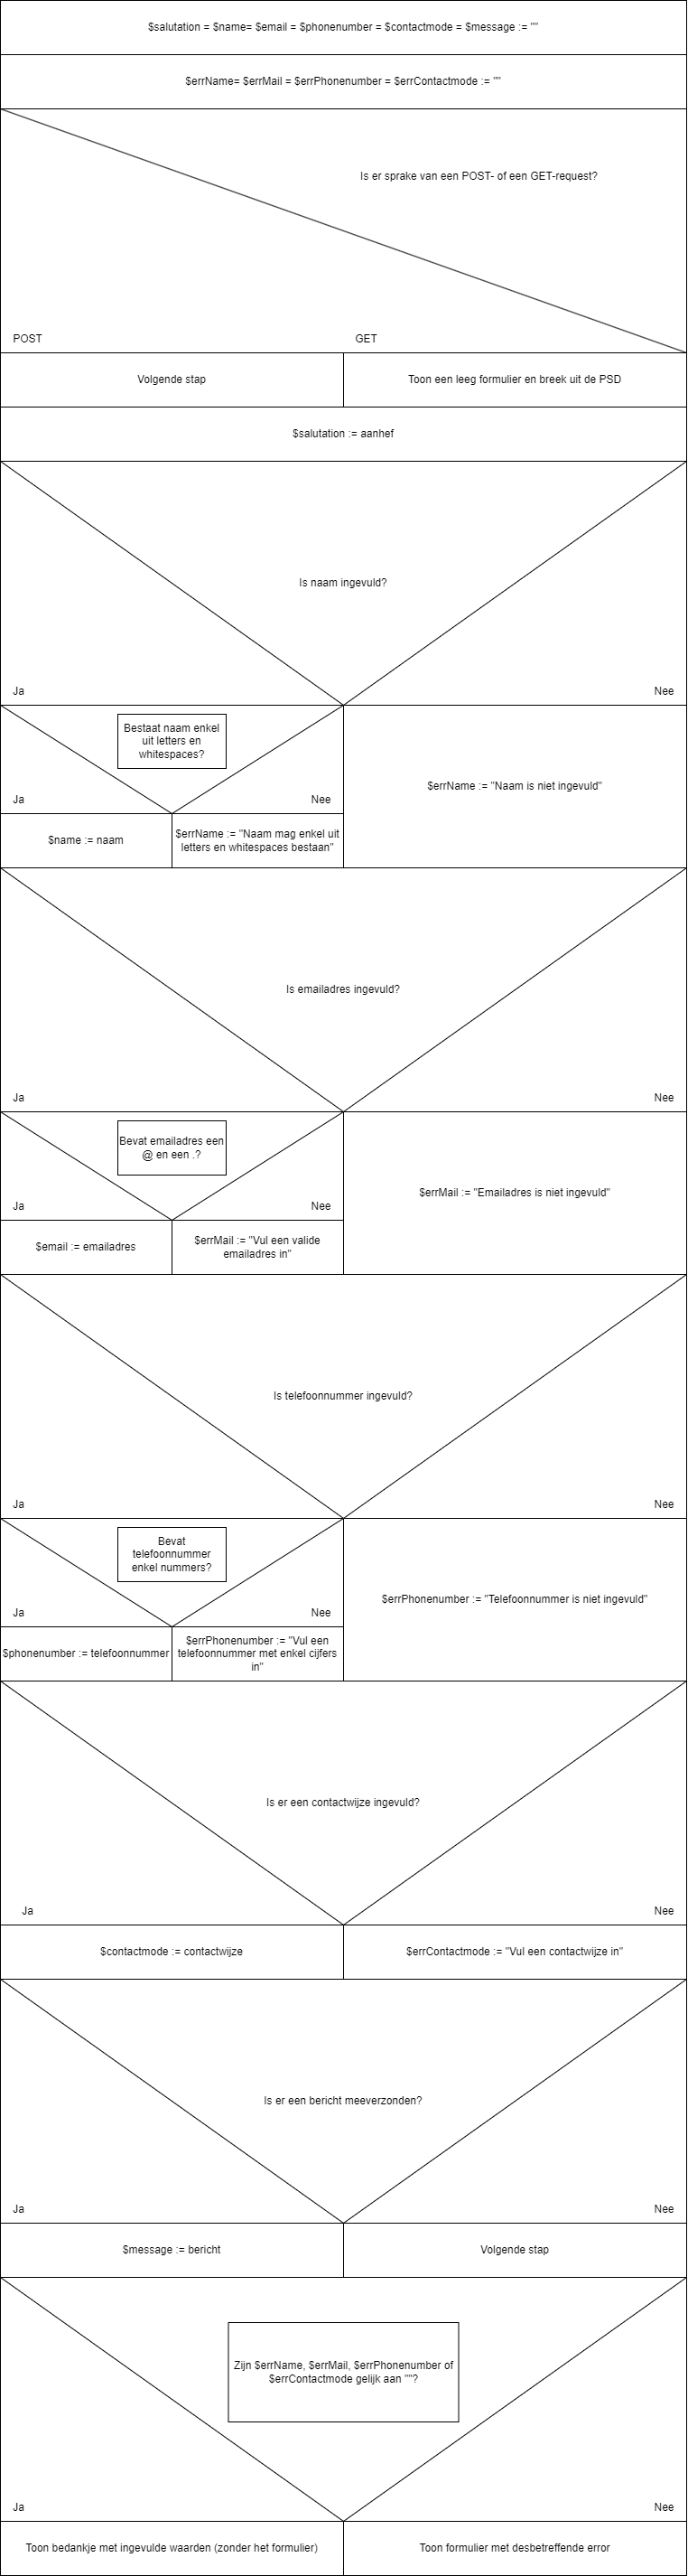 $salutation = $name= $email = $phonenumber = $contactmode = $message := ""
$errName= $errMail = $errPhonenumber = $errContactmode := ""
Is er sprake van een POST- of een GET-request?
POST
GET
Volgende stap
Toon een leeg formulier en breek uit de PSD
$salutation := aanhef
Is naam ingevuld?
Ja
Nee
Bestaat naam enkel
uit letters en
whitespaces?
Ja
Nee
$errName := "Naam is niet ingevuld"
$name := naam
$errName := "Naam mag enkel uit
letters en whitespaces bestaan"
Is emailadres ingevuld?
Ja
Nee
Bevat emailadres een
@ en een .?
Ja
Nee
$errMail := "Emailadres is niet ingevuld"
$email := emailadres
$errMail := "Vul een valide
emailadres in"
Is telefoonnummer ingevuld?
Ja
Nee
Bevat
telefoonnummer
enkel nummers?
Ja
Nee
$errPhonenumber := "Telefoonnummer is niet ingevuld"
$phonenumber := telefoonnummer
$errPhonenumber := "Vul een
telefoonnummer met enkel cijfers
in"
Is er een contactwijze ingevuld?
Ja
Nee
$contactmode := contactwijze
$errContactmode := "Vul een contactwijze in"
Is er een bericht meeverzonden?
Ja
Nee
$message := bericht
Volgende stap
Zijn $errName, $errMail, $errPhonenumber of
$errContactmode gelijk aan ""?
Ja
Nee
Toon bedankje met ingevulde waarden (zonder het formulier)
Toon formulier met desbetreffende error